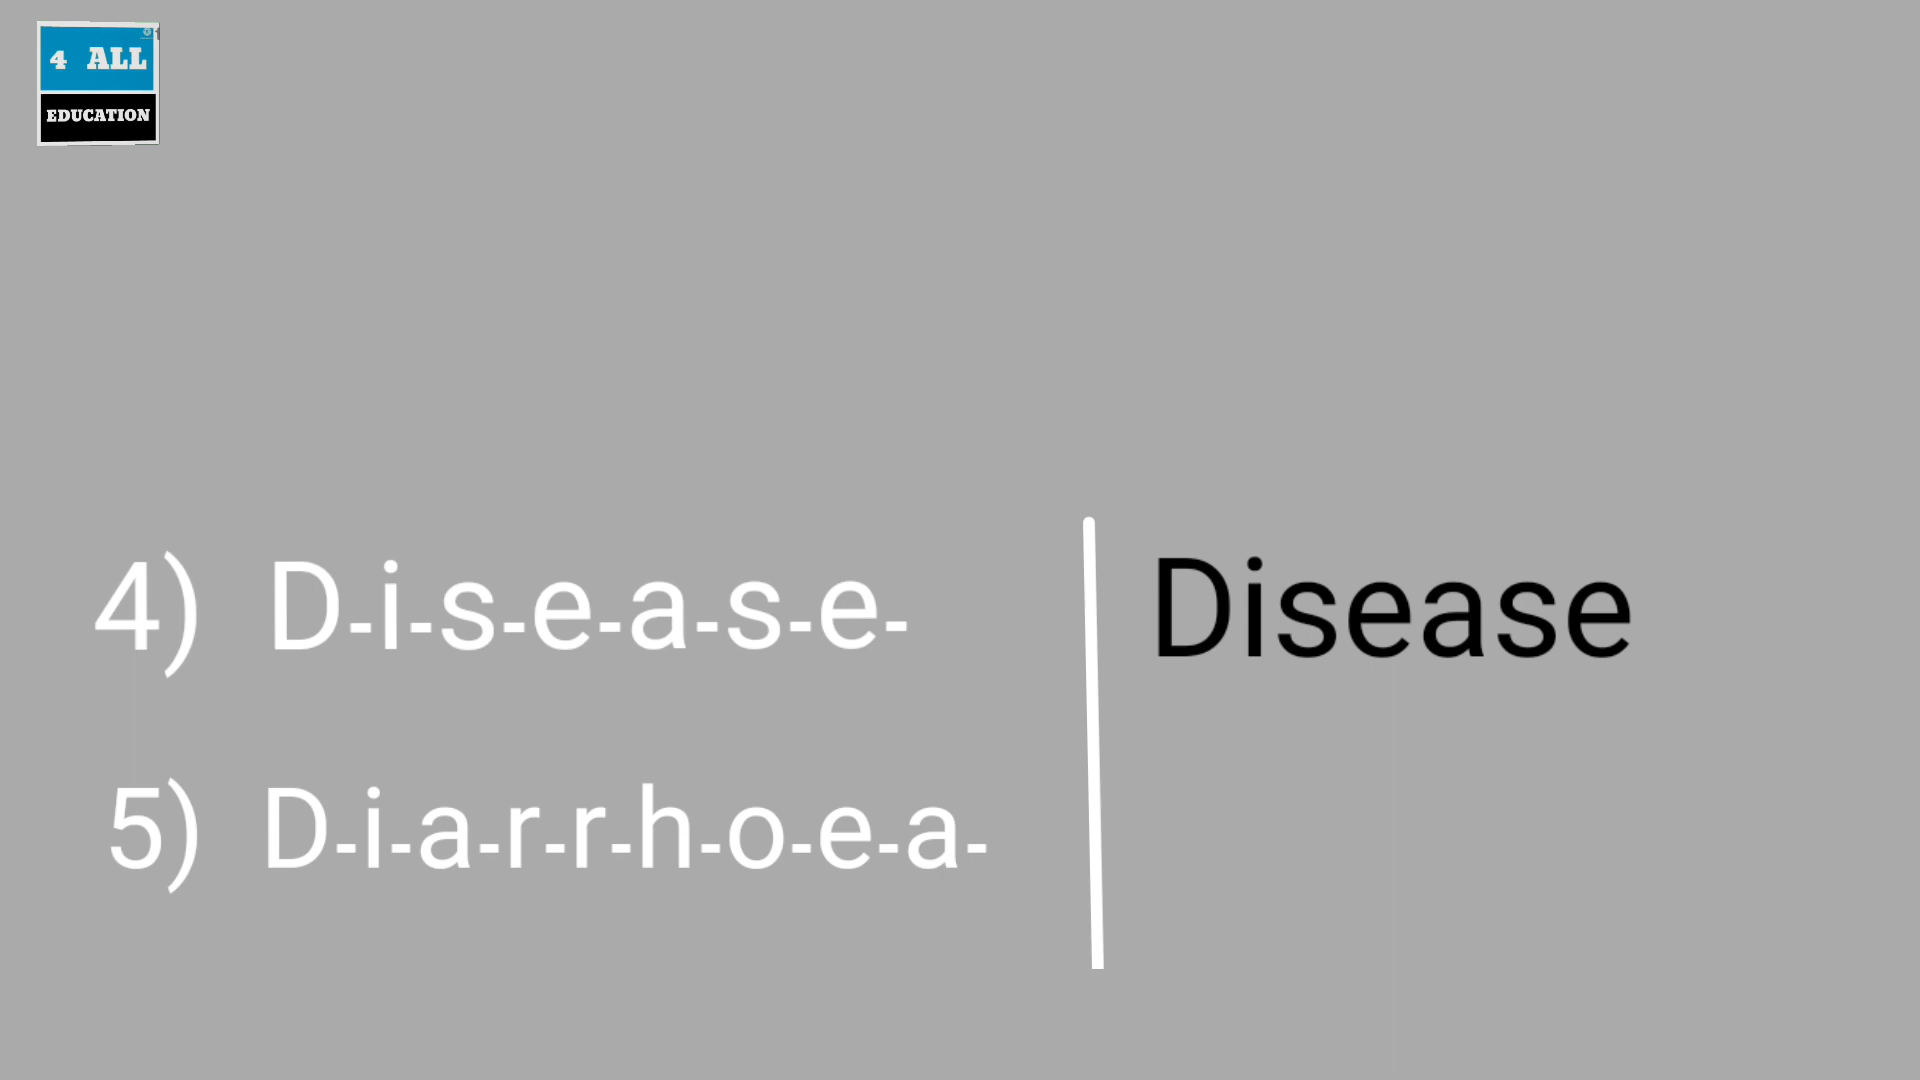 4 ALL
EDUCATION
4) D-i-s-e-a-s-e- Disease
5) D-i-a-r-r-h-o-e-a-